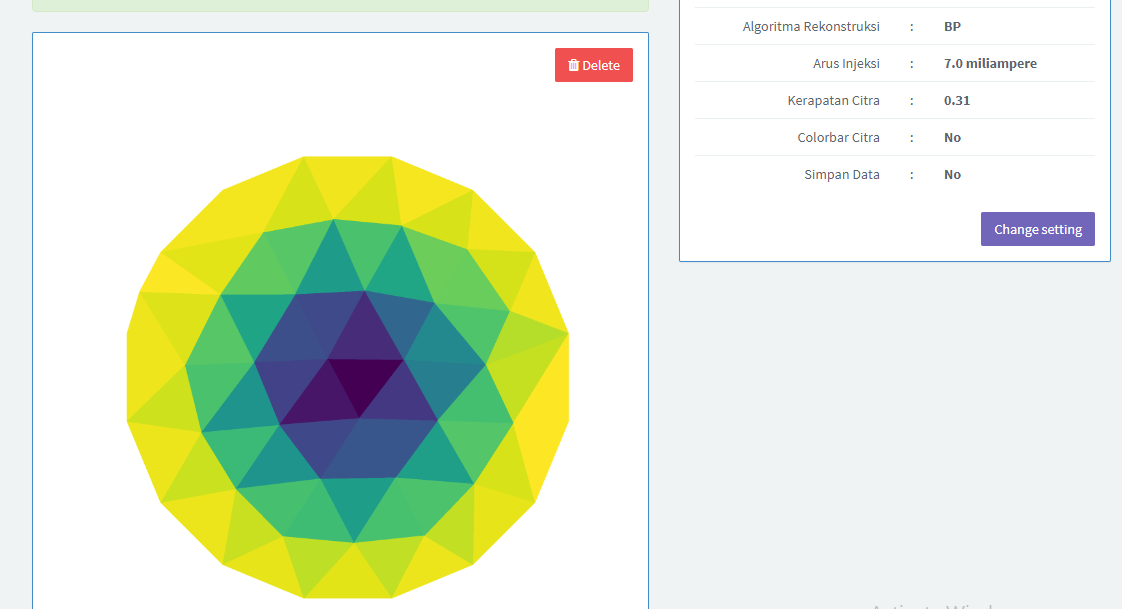 Delete
Algoritma Rekonstruksi : BP
Arus Injeksi : 7.0 miliampere
Kerapatan Citra : 0.31
Colorbar Citra : No
Simpan Data : No
Change setting